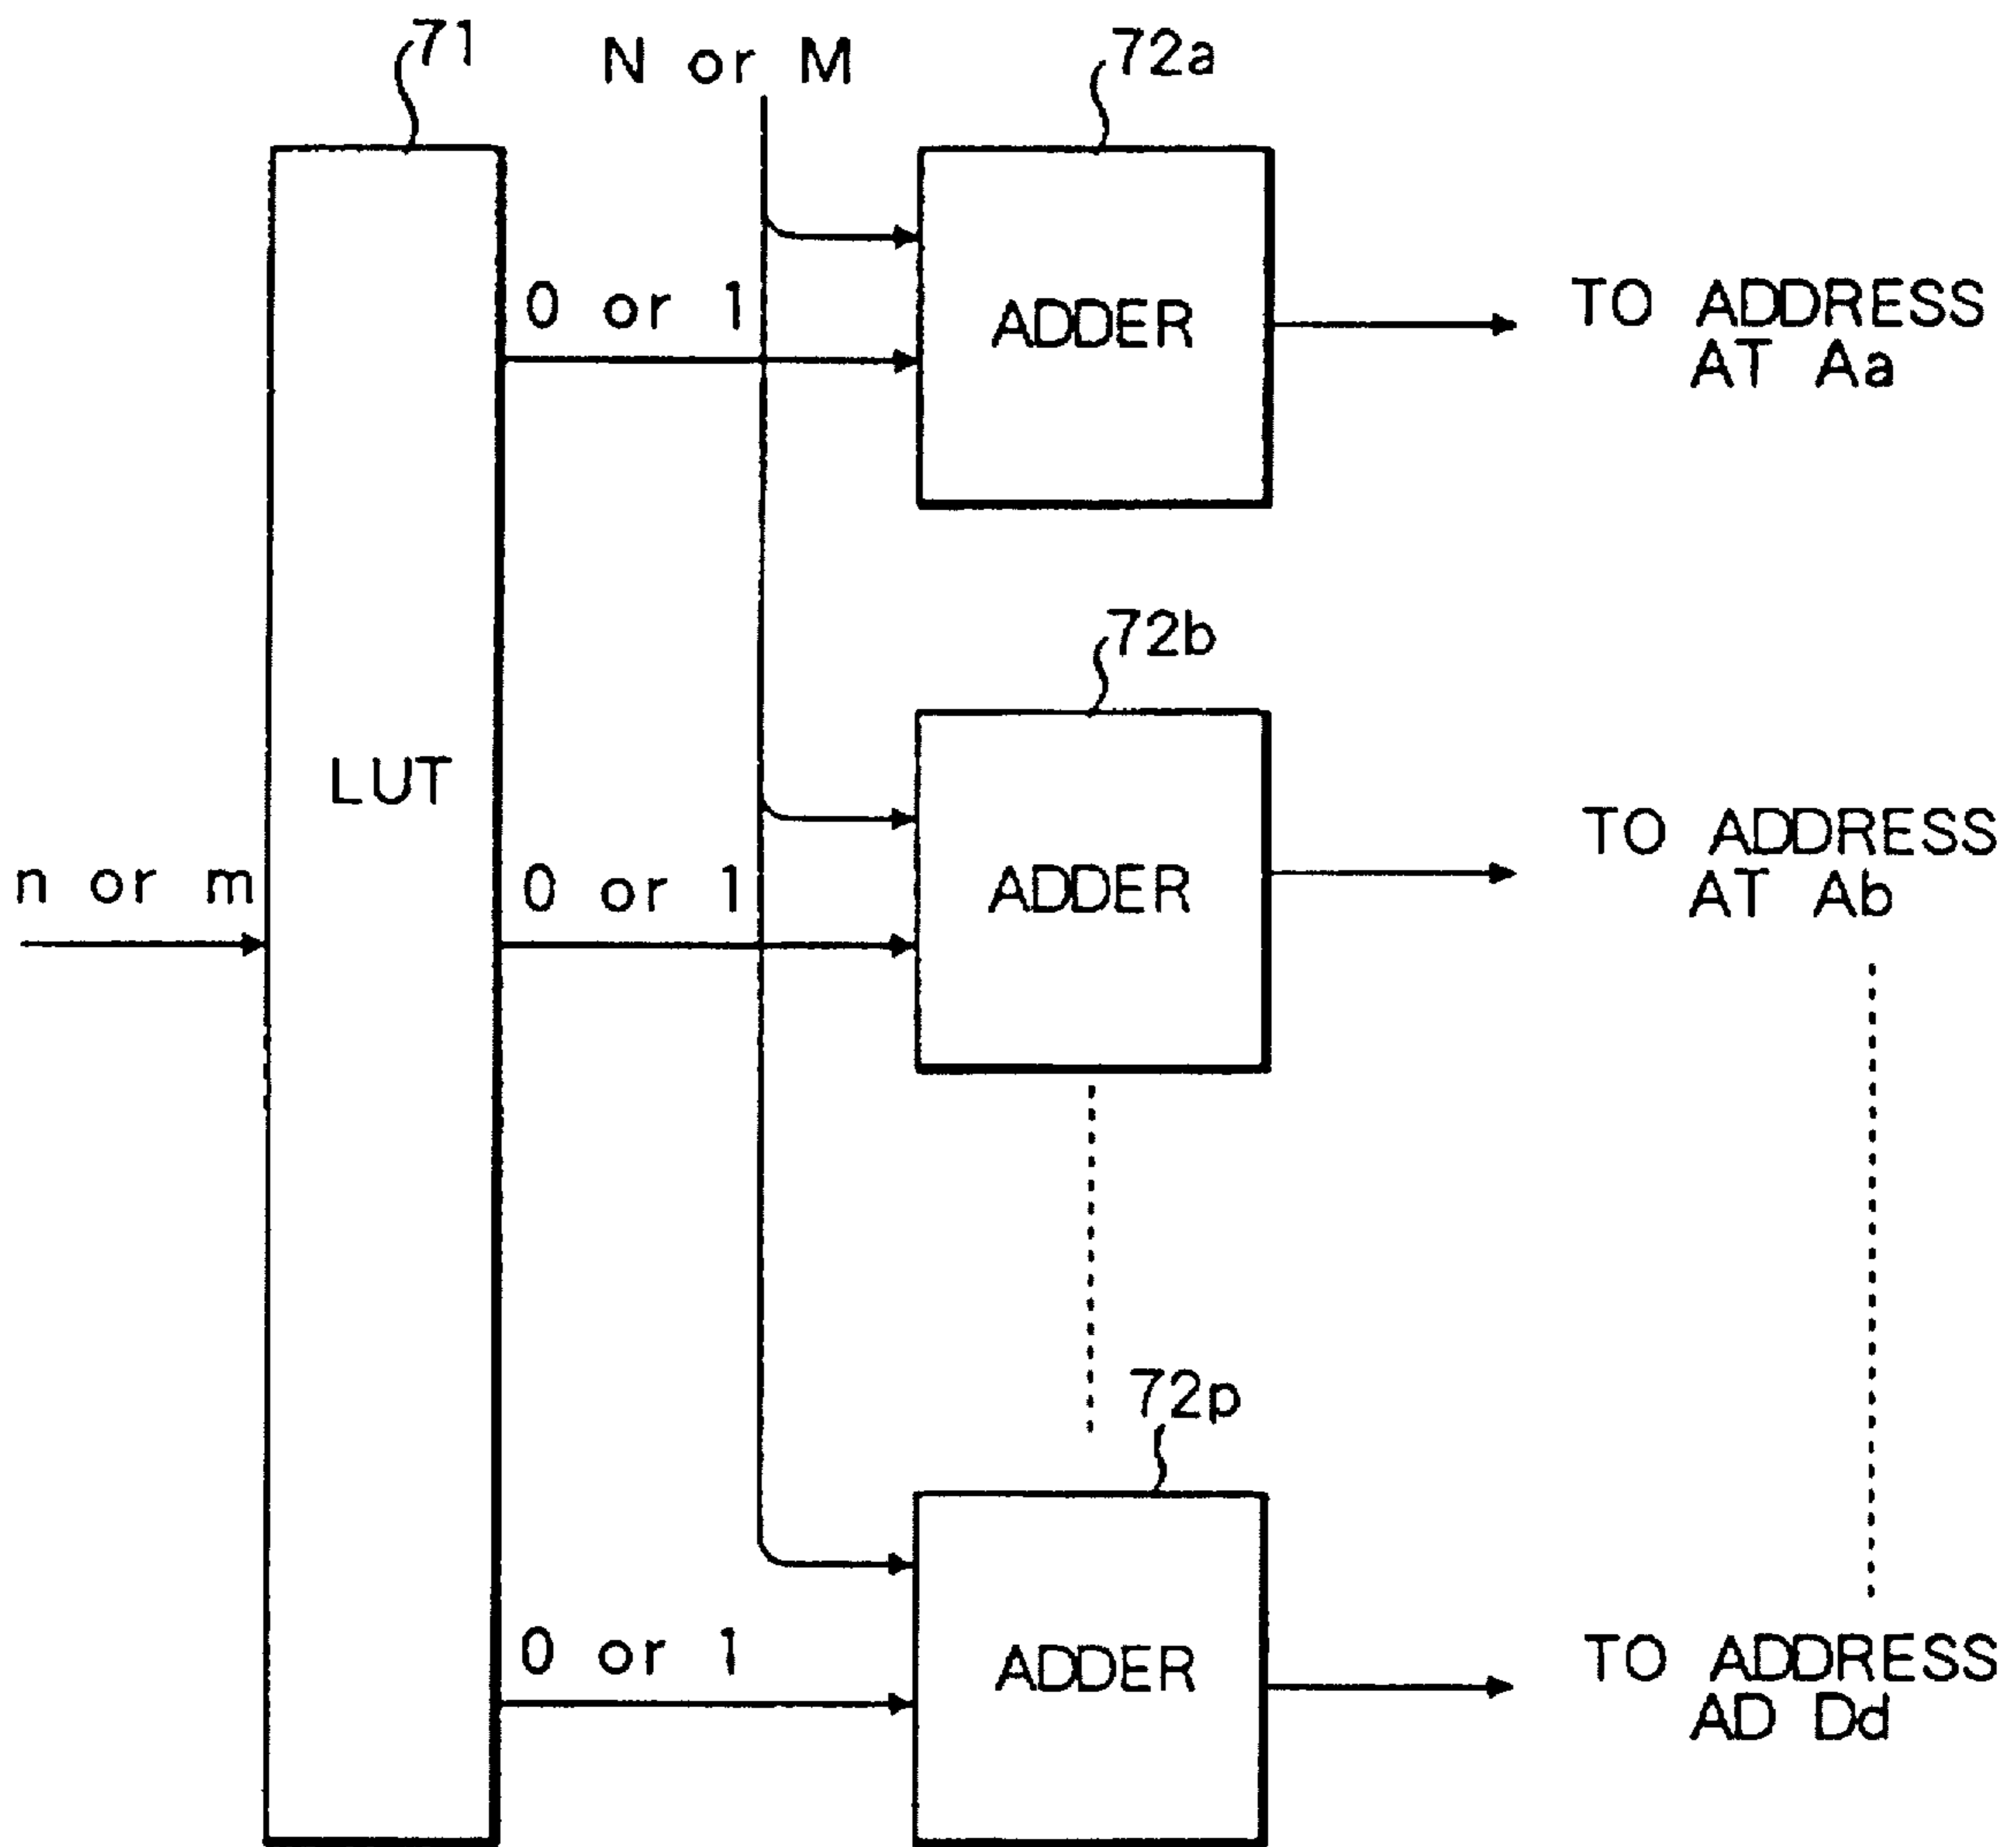 71
N or M
72a
0 or 1
ADDER
TO ADDRESS
AT Aa
72b
LUT
n or m
0 or 1
ADDER
TO ADDRESS
AT Ab
72p
0 or 1
ADDER
TO ADDRESS
AD Dd